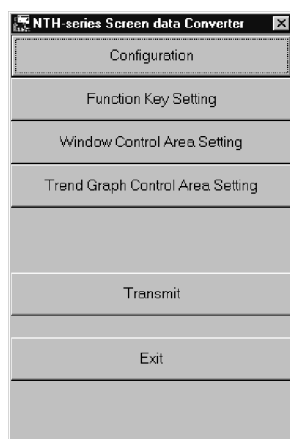 NTH-series Screen data Converter
Configuration
Function Key Setting
Window Control Area Setting
Trend Graph Control Area Setting
Transmit
Exit